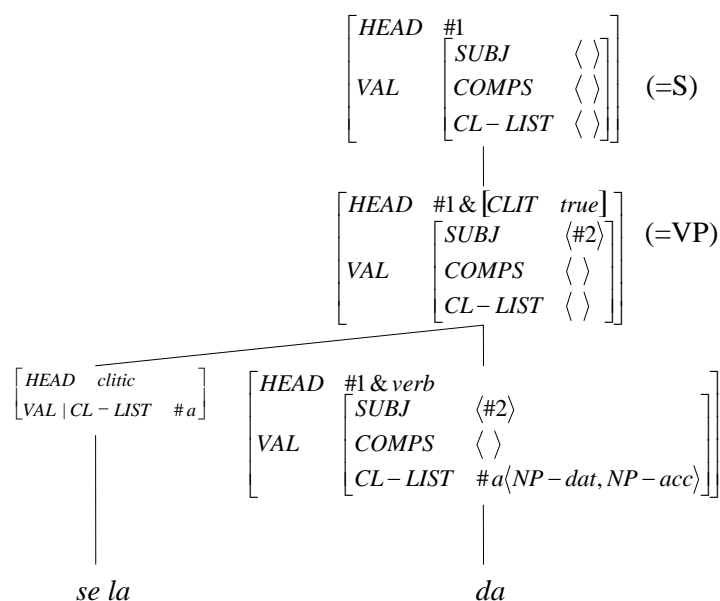 HEAD #1
VAL SUBJ ⟨ ⟩
COMPS ⟨ ⟩
CL − LIST ⟨ ⟩
(=S)
HEAD #1 & [CLIT true]
VAL SUBJ ⟨#2⟩
COMPS ⟨ ⟩
CL − LIST ⟨ ⟩
(=VP)
HEAD clitic
VAL | CL − LIST # a
HEAD #1 & verb
VAL SUBJ ⟨#2⟩
COMPS ⟨ ⟩
CL − LIST # a⟨NP − dat, NP − acc⟩
se la
da